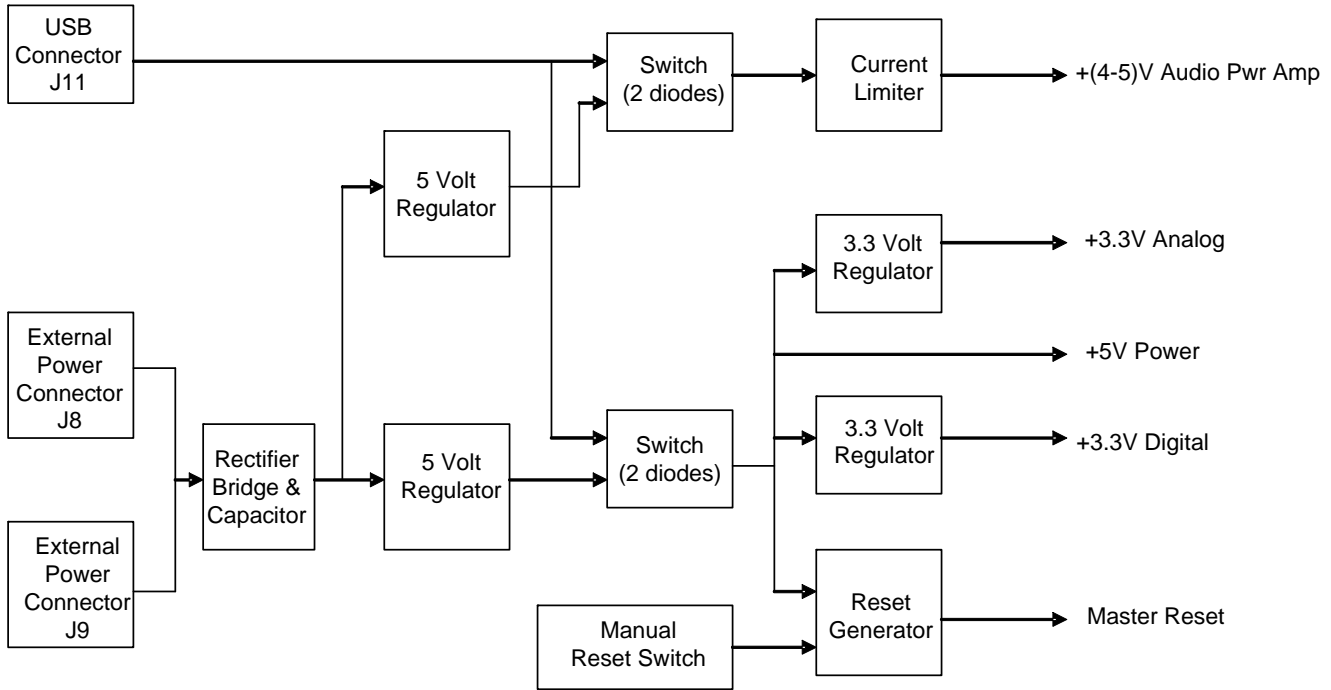 USB
Connector
J11
Switch
(2 diodes)
Current
Limiter
+(4-5)V Audio Pwr Amp
5 Volt
Regulator
3.3 Volt
Regulator
+3.3V Analog
External
Power
Connector
J8
+5V Power
Rectifier
Bridge &
Capacitor
5 Volt
Regulator
Switch
(2 diodes)
3.3 Volt
Regulator
+3.3V Digital
External
Power
Connector
J9
Manual
Reset Switch
Reset
Generator
Master Reset